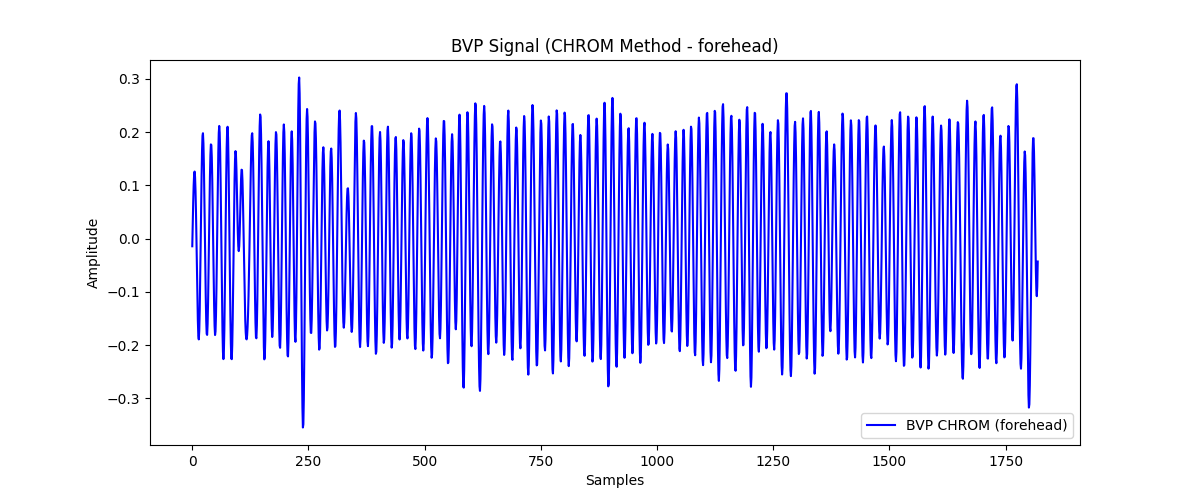 BVP Signal (CHROM Method - forehead)
Amplitude
0.3
0.2
0.1
0.0
−0.1
−0.2
−0.3
BVP CHROM (forehead)
0 250 500 750 1000 1250 1500 1750
Samples